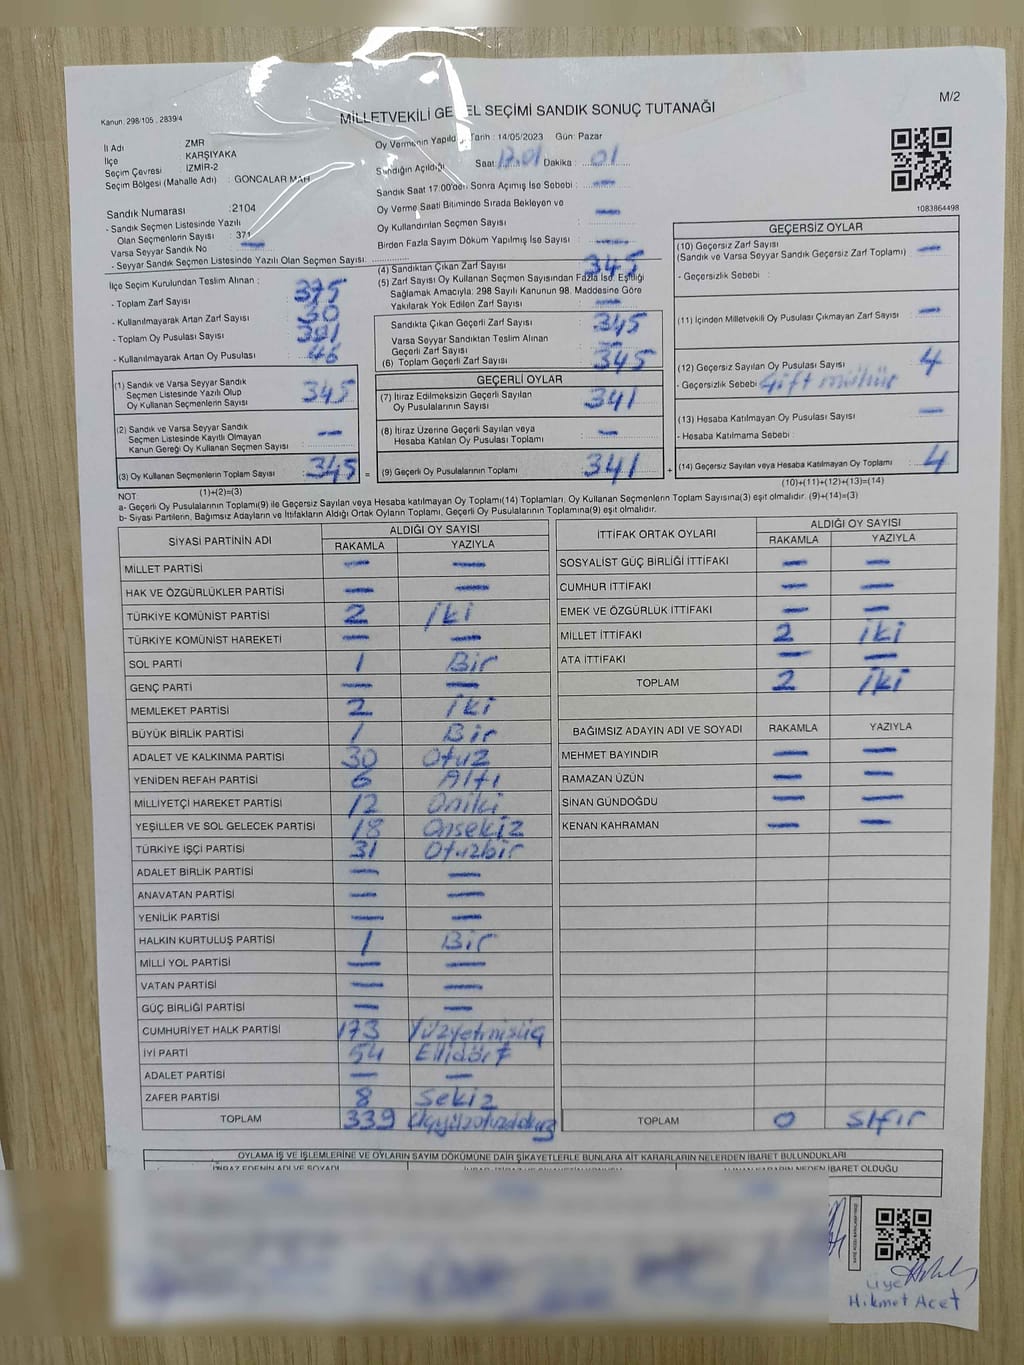 M/2
MİLLETVEKİLİ GENEL SEÇİMİ SANDIK SONUÇ TUTANAĞI
Kanun: 298/105 , 2839/4
İl Adı ZMR
İlçe KARŞIYAKA
Seçim Çevresi : İZMİR-2
Seçim Bölgesi (Mahalle Adı) : GONCALAR MAH
Sandık Numarası :2104
- Sandık Seçmen Listesinde Yazılı
Olan Seçmenlerin Sayısı : 371
Varsa Seyyar Sandık No —
- Seyyar Sandık Seçmen Listesinde Yazılı Olan Seçmen Sayısı:
Oy Vermenin Yapıldığı Tarih : 14/05/2023 Gün: Pazar
Sandığın Açıldığı Saat 17.01 Dakika : 01
Sandık Saat 17.00'den Sonra Açımış İse Sebebi : —
Oy Verme Saati Bitiminde Sırada Bekleyen ve
Oy Kullandırılan Seçmen Sayısı : —
Birden Fazla Sayım Döküm Yapılmış İse Sayısı : —
1083864498
İlçe Seçim Kurulundan Teslim Alınan :
- Toplam Zarf Sayısı : 375
- Kullanılmayarak Artan Zarf Sayısı : 30
- Toplam Oy Pusulası Sayısı : 391
- Kullanılmayarak Artan Oy Pusulası : 46
(4) Sandıktan Çıkan Zarf Sayısı : 345
(5) Zarf Sayısı Oy Kullanan Seçmen Sayısından Fazla İse, Eşitliği
Sağlamak Amacıyla: 298 Sayılı Kanunun 98. Maddesine Göre
Yakılarak Yok Edilen Zarf Sayısı : —
Sandıkta Çıkan Geçerli Zarf Sayısı : 345
Varsa Seyyar Sandıktan Teslim Alınan
Geçerli Zarf Sayısı : —
(6) Toplam Geçerli Zarf Sayısı : 345
GEÇERSİZ OYLAR
(10) Geçersiz Zarf Sayısı
(Sandık ve Varsa Seyyar Sandık Geçersiz Zarf Toplamı) : —
- Geçersizlik Sebebi :
(11) İçinden Milletvekili Oy Pusulası Çıkmayan Zarf Sayısı : —
(12) Geçersiz Sayılan Oy Pusulası Sayısı : 4
- Geçersizlik Sebebi : Çift mühür
(13) Hesaba Katılmayan Oy Pusulası Sayısı : —
- Hesaba Katılmama Sebebi :
(14) Geçersiz Sayılan veya Hesaba Katılmayan Oy Toplamı : 4
(10)+(11)+(12)+(13)=(14)
(1) Sandık ve Varsa Seyyar Sandık
Seçmen Listesinde Yazılı Olup
Oy Kullanan Seçmenlerin Sayısı : 345
(2) Sandık ve Varsa Seyyar Sandık
Seçmen Listesinde Kayıtlı Olmayan
Kanun Gereği Oy Kullanan Seçmen Sayısı : —
(3) Oy Kullanan Seçmenlerin Toplam Sayısı : 345 =
(1)+(2)=(3)
GEÇERLİ OYLAR
(7) İtiraz Edilmeksizin Geçerli Sayılan
Oy Pusulalarının Sayısı : 341
(8) İtiraz Üzerine Geçerli Sayılan veya
Hesaba Katılan Oy Pusulası Toplamı : —
(9) Geçerli Oy Pusulalarının Toplamı : 341 +
NOT
a- Geçerli Oy Pusulalarının Toplamı(9) ile Geçersiz Sayılan veya Hesaba katılmayan Oy Toplamı(14) Toplamları, Oy Kullanan Seçmenlerin Toplam Sayısına(3) eşit olmalıdır. (9)+(14)=(3)
b- Siyasi Partilerin, Bağımsız Adayların ve İttifakların Aldığı Ortak Oyların Toplamı, Geçerli Oy Pusulalarının Toplamına(9) eşit olmalıdır.
SİYASİ PARTİNİN ADI ALDIĞI OY SAYISI
RAKAMLA YAZIYLA
MİLLET PARTİSİ — —
HAK VE ÖZGÜRLÜKLER PARTİSİ — —
TÜRKİYE KOMÜNİST PARTİSİ 2 iki
TÜRKİYE KOMÜNİST HAREKETİ — —
SOL PARTİ 1 Bir
GENÇ PARTİ — —
MEMLEKET PARTİSİ 2 iki
BÜYÜK BİRLİK PARTİSİ 1 Bir
ADALET VE KALKINMA PARTİSİ 30 Otuz
YENİDEN REFAH PARTİSİ 6 Altı
MİLLİYETÇİ HAREKET PARTİSİ 12 Oniki
YEŞİLLER VE SOL GELECEK PARTİSİ 18 Onsekiz
TÜRKİYE İŞÇİ PARTİSİ 31 Otuzbir
ADALET BİRLİK PARTİSİ — —
ANAVATAN PARTİSİ — —
YENİLİK PARTİSİ — —
HALKIN KURTULUŞ PARTİSİ 1 Bir
MİLLİ YOL PARTİSİ — —
VATAN PARTİSİ — —
GÜÇ BİRLİĞİ PARTİSİ — —
CUMHURİYET HALK PARTİSİ 173 Yüzyetmişüç
İYİ PARTİ 54 Ellidört
ADALET PARTİSİ — —
ZAFER PARTİSİ 8 Sekiz
TOPLAM 339 Üçyüzotuzdokuz
İTTİFAK ORTAK OYLARI ALDIĞI OY SAYISI
RAKAMLA YAZIYLA
SOSYALİST GÜÇ BİRLİĞİ İTTİFAKI — —
CUMHUR İTTİFAKI — —
EMEK VE ÖZGÜRLÜK İTTİFAKI — —
MİLLET İTTİFAKI 2 iki
ATA İTTİFAKI — —
TOPLAM 2 iki
BAĞIMSIZ ADAYIN ADI VE SOYADI RAKAMLA YAZIYLA
MEHMET BAYINDIR — —
RAMAZAN ÜZÜN — —
SİNAN GÜNDOĞDU — —
KENAN KAHRAMAN — —
TOPLAM 0 sıfır
OYLAMA İŞ VE İŞLEMLERİNE VE OYLARIN SAYIM DÖKÜMÜNE DAİR ŞİKAYETLERLE BUNLARA AİT KARARLARIN NELERDEN İBARET BULUNDUKLARI
İTİRAZ EDENİN ADI VE SOYADI
ALINAN KARARIN NEDEN İBARET OLDUĞU
üye
Hikmet Acet